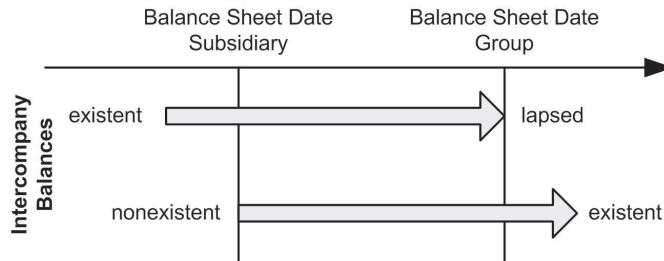 Balance Sheet Date
Subsidiary
Balance Sheet Date
Group
Intercompany
Balances
existent
lapsed
nonexistent
existent